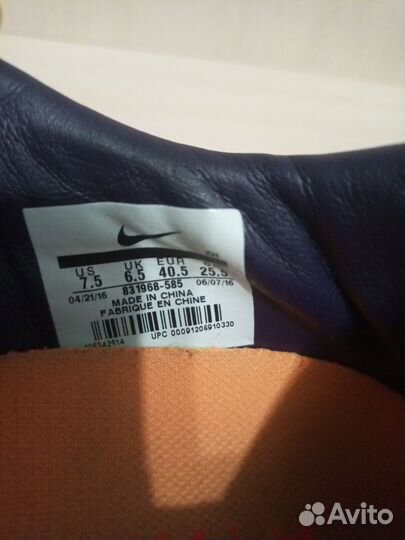 US UK EUR CM
7.5 6.5 40.5 25.5
04/21/16 831968-585 06/07/16
MADE IN CHINA
FABRIQUE EN CHINE
UPC 00091206910330
Avito